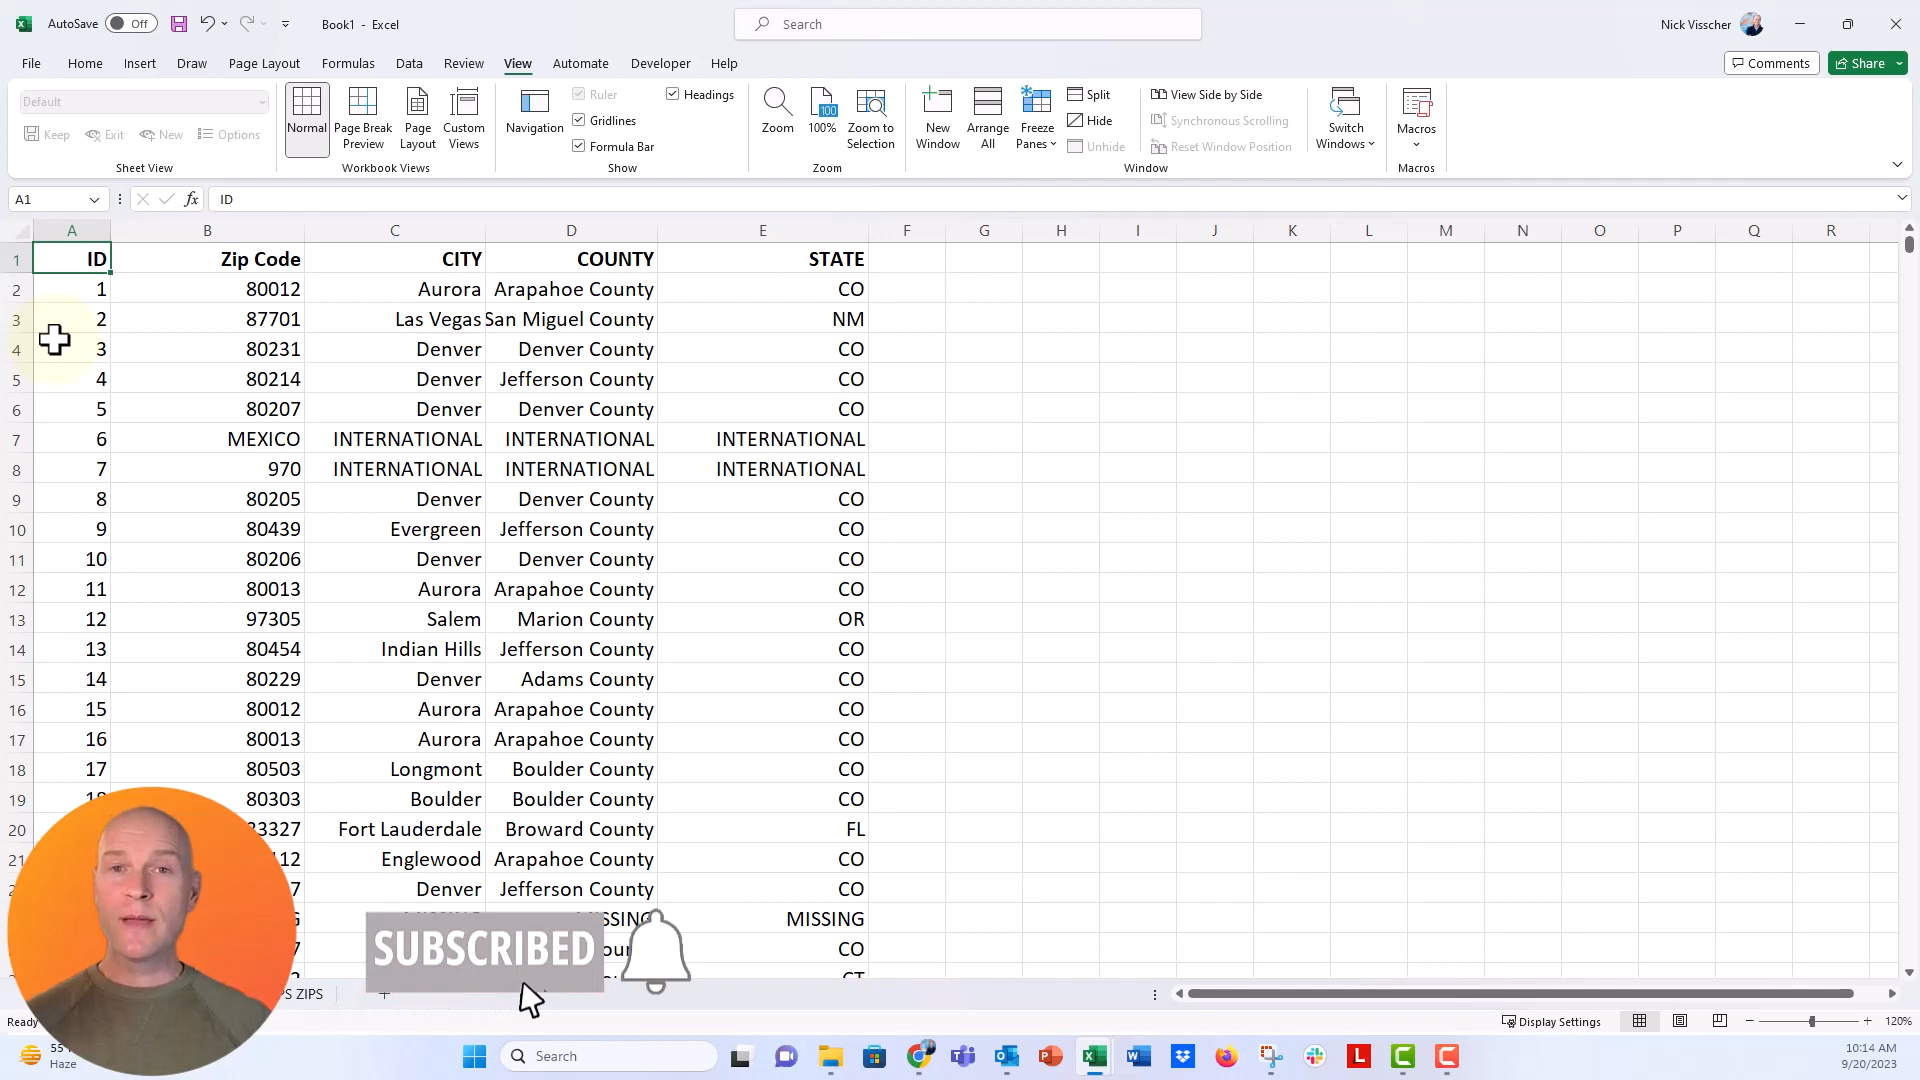 AutoSave Off Book1 - Excel Search Nick Visscher
File Home Insert Draw Page Layout Formulas Data Review View Automate Developer Help Comments Share
Default
Keep Exit New Options
Sheet View
Normal Page Break Preview Page Layout Custom Views
Workbook Views
Navigation Ruler Gridlines Formula Bar Headings
Show
Zoom 100 100% Zoom to Selection
Zoom
New Window Arrange All Freeze Panes Split Hide Unhide View Side by Side Synchronous Scrolling Reset Window Position Switch Windows
Window
Macros
Macros
A1 fx ID
A B C D E F G H I J K L M N O P Q R
1 ID Zip Code CITY COUNTY STATE
2 1 80012 Aurora Arapahoe County CO
3 2 87701 Las Vegas San Miguel County NM
4 3 80231 Denver Denver County CO
5 4 80214 Denver Jefferson County CO
6 5 80207 Denver Denver County CO
7 6 MEXICO INTERNATIONAL INTERNATIONAL INTERNATIONAL
8 7 970 INTERNATIONAL INTERNATIONAL INTERNATIONAL
9 8 80205 Denver Denver County CO
10 9 80439 Evergreen Jefferson County CO
11 10 80206 Denver Denver County CO
12 11 80013 Aurora Arapahoe County CO
13 12 97305 Salem Marion County OR
14 13 80454 Indian Hills Jefferson County CO
15 14 80229 Denver Adams County CO
16 15 80012 Aurora Arapahoe County CO
17 16 80013 Aurora Arapahoe County CO
18 17 80503 Longmont Boulder County CO
19 80303 Boulder Boulder County CO
20 Fort Lauderdale Broward County FL
21 Englewood Arapahoe County CO
Denver Jefferson County CO
MISSING
SUBSCRIBED
CO
ZIPS
Ready Display Settings 120%
Haze Search 10:14 AM
9/20/2023